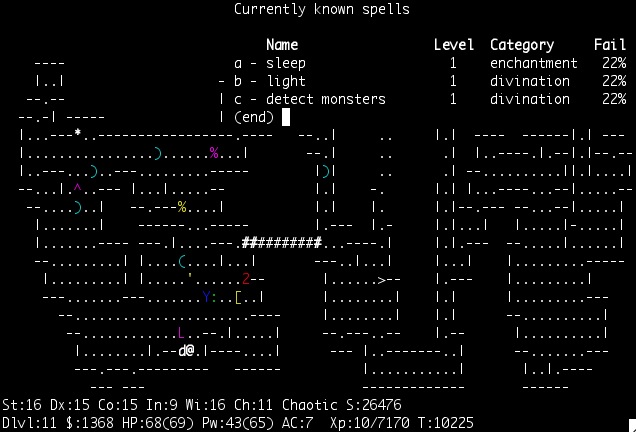 Currently known spells
Name Level Category Fail
a - sleep 1 enchantment 22%
b - light 1 divination 22%
c - detect monsters 1 divination 22%
(end)
St:16 Dx:15 Co:15 In:9 Wi:16 Ch:11 Chaotic S:26476
Dlvl:11 $:1368 HP:68(69) Pw:43(65) AC:7 Xp:10/7170 T:10225